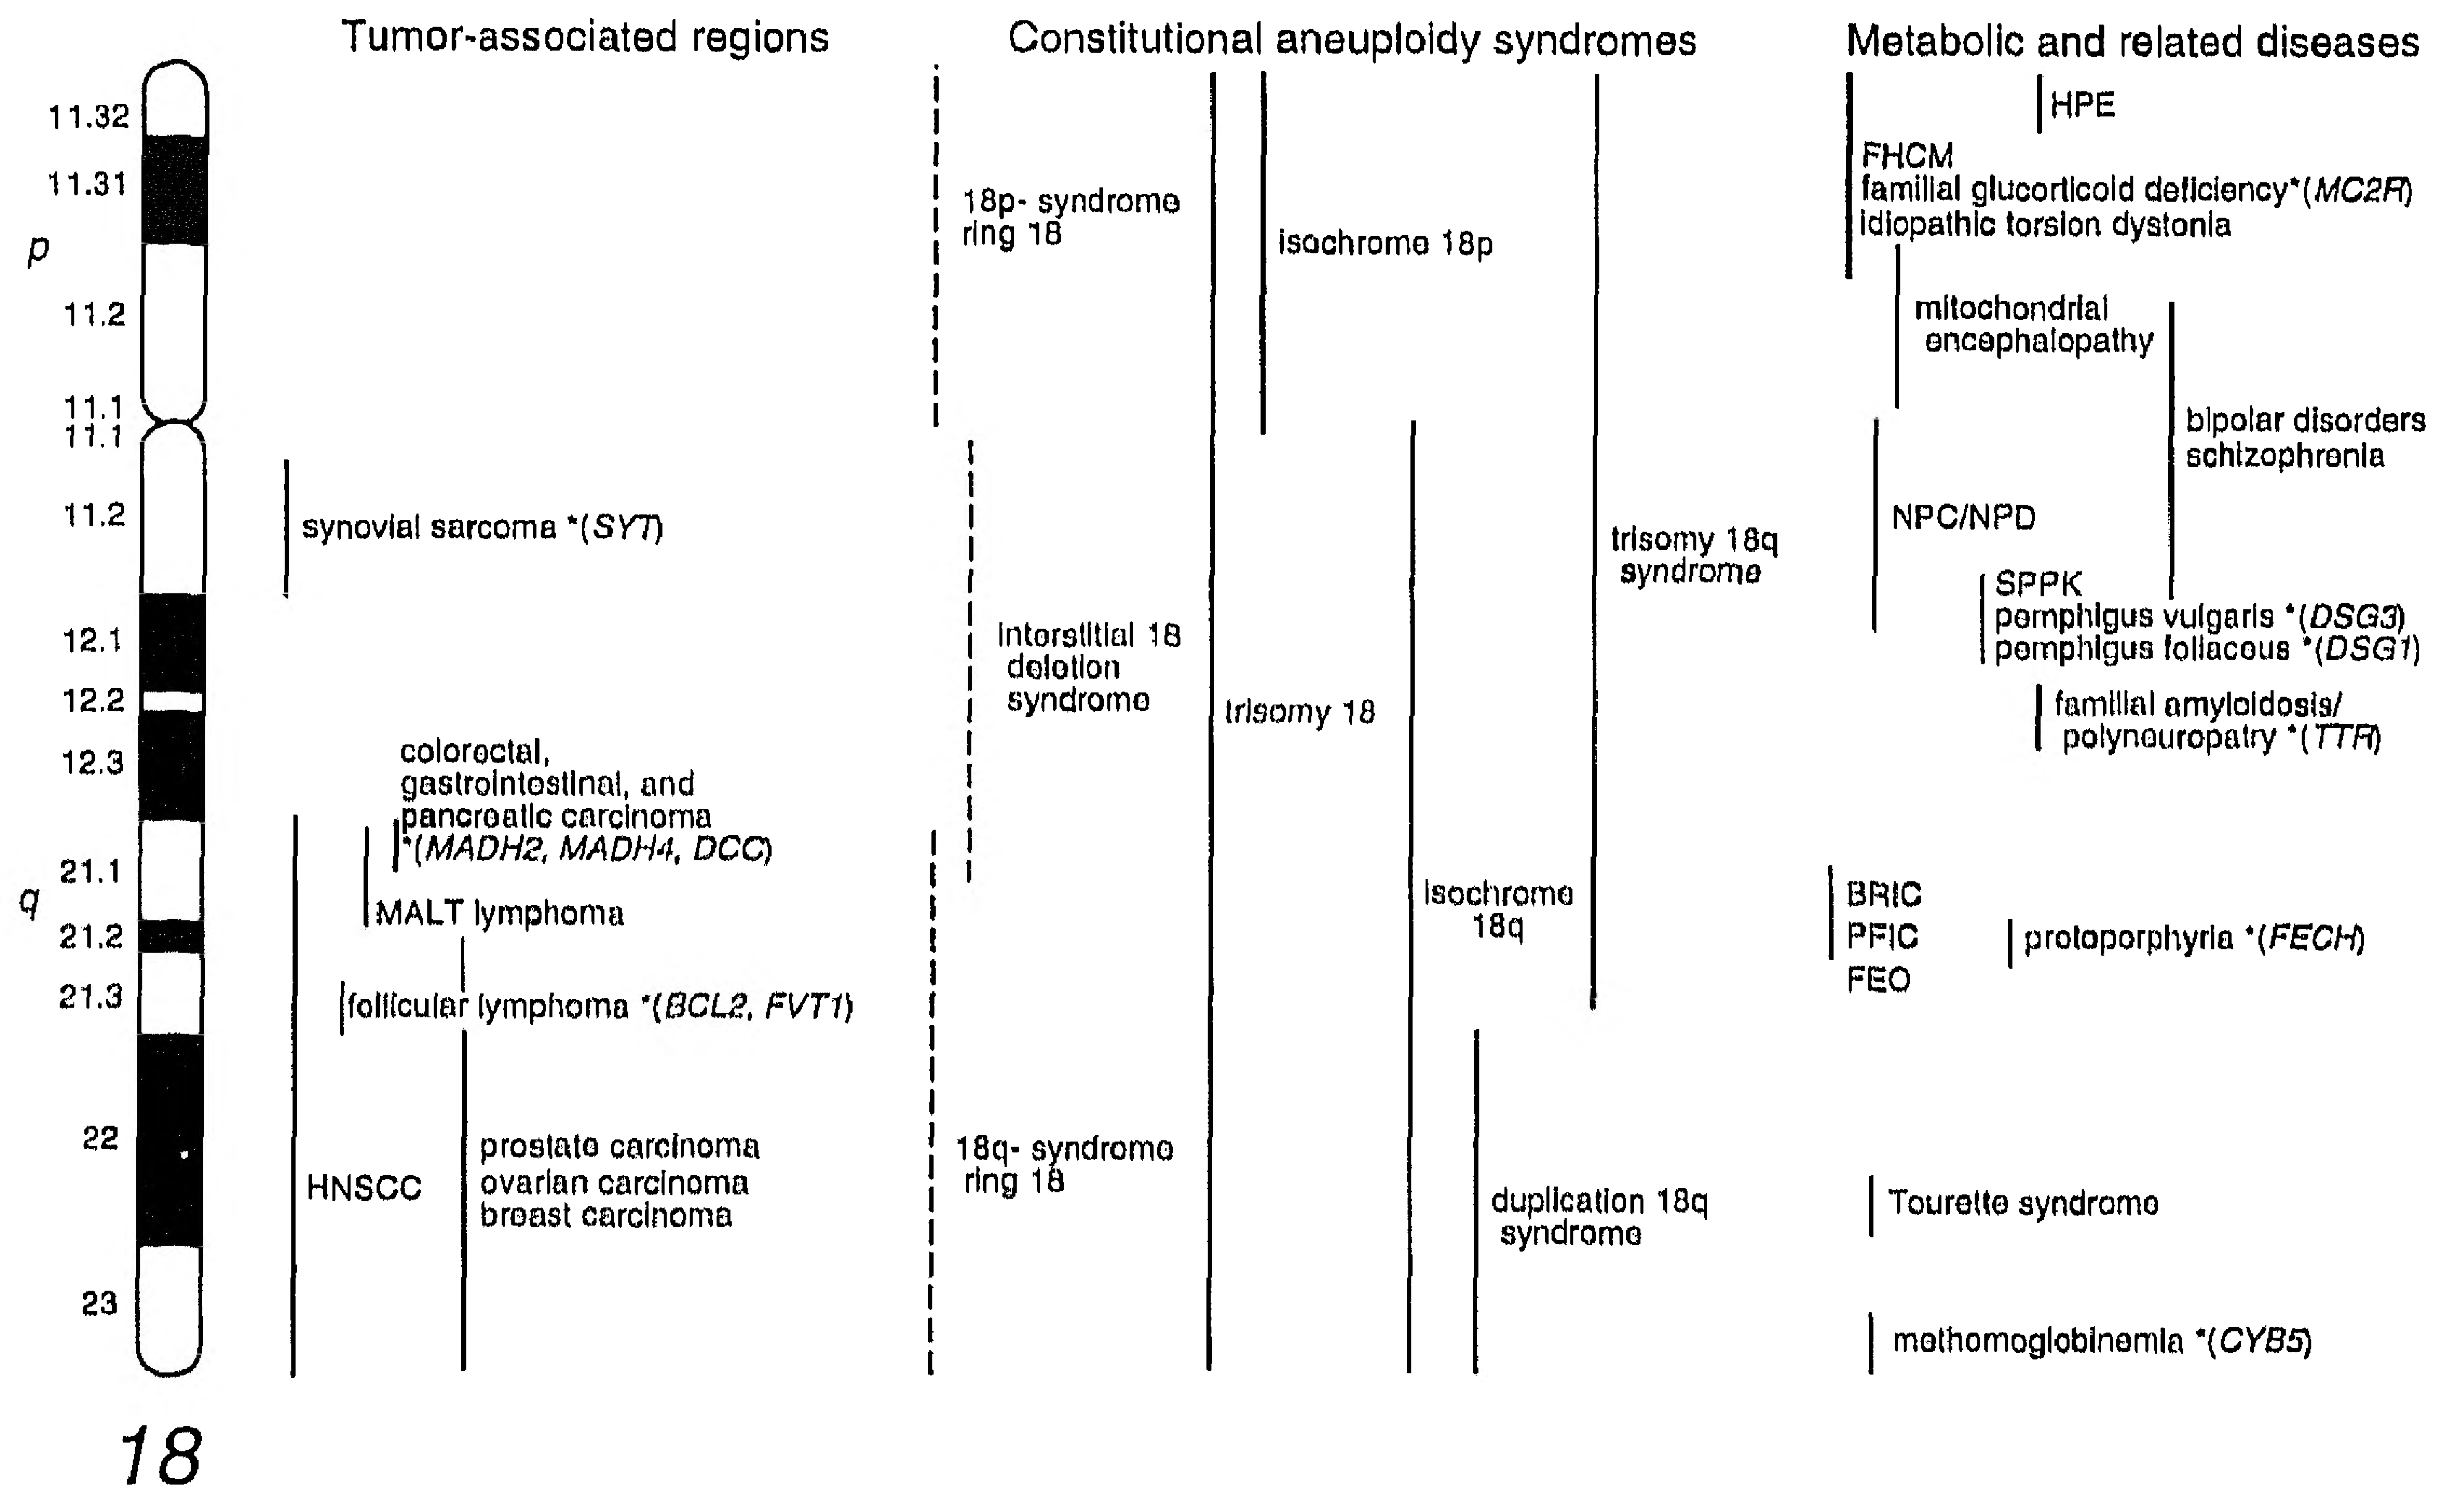 Tumor-associated regions
Constitutional aneuploidy syndromes
Metabolic and related diseases
11.32
11.31
p
11.2
11.1
11.1
11.2
12.1
12.2
12.3
21.1
q
21.2
21.3
22
23
18
synovial sarcoma *(SYT)
colorectal,
gastrointestinal, and
pancreatic carcinoma
*(MADH2, MADH4, DCC)
MALT lymphoma
follicular lymphoma *(BCL2, FVT1)
HNSCC
prostate carcinoma
ovarian carcinoma
breast carcinoma
18p- syndrome
ring 18
isochrome 18p
interstitial 18
deletion
syndrome
trisomy 18
trisomy 18q
syndrome
isochrome
18q
18q- syndrome
ring 18
duplication 18q
syndrome
HPE
FHCM
familial glucorticoid deficiency*(MC2R)
idiopathic torsion dystonia
mitochondrial
encephalopathy
bipolar disorders
schizophrenia
NPC/NPD
SPPK
pemphigus vulgaris *(DSG3)
pemphigus foliacous *(DSG1)
familial amyloidosis/
polyneuropatry *(TTR)
BRIC
PFIC
FEO
protoporphyria *(FECH)
Tourette syndrome
methomoglobinemia *(CYB5)